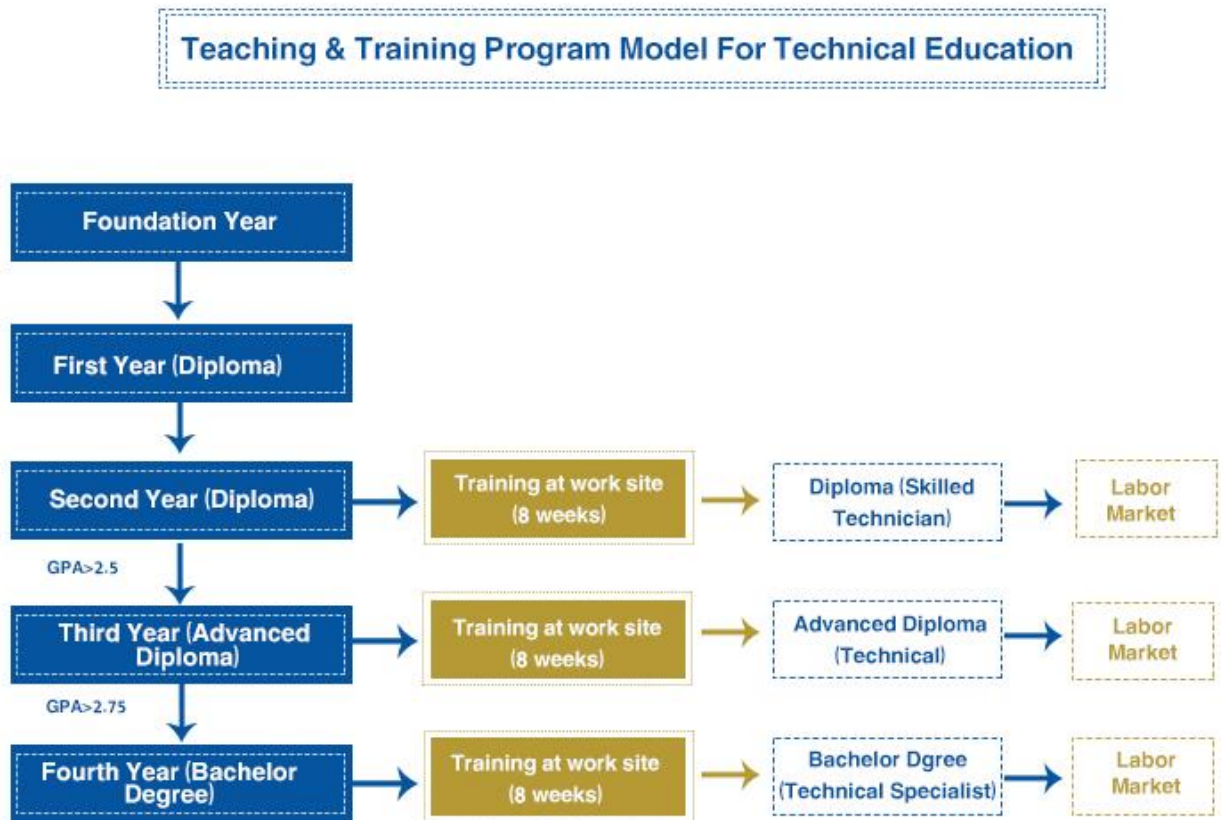 Teaching & Training Program Model For Technical Education
Foundation Year
First Year (Diploma)
Second Year (Diploma)
Training at work site
(8 weeks)
Diploma (Skilled
Technician)
Labor
Market
GPA>2.5
Third Year (Advanced
Diploma)
Training at work site
(8 weeks)
Advanced Diploma
(Technical)
Labor
Market
GPA>2.75
Fourth Year (Bachelor
Degree)
Training at work site
(8 weeks)
Bachelor Dgree
(Technical Specialist)
Labor
Market